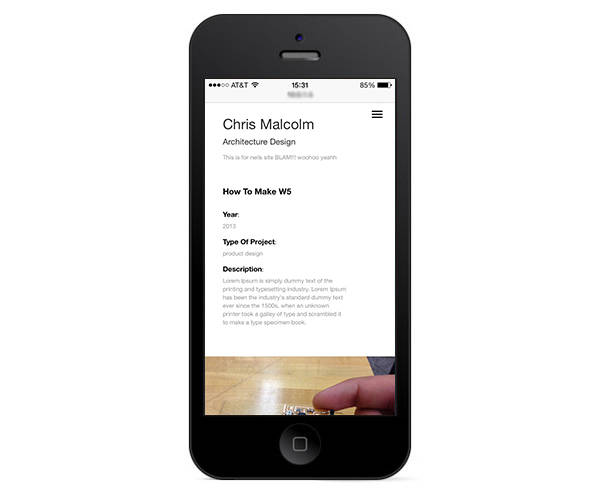 AT&T 15:31 85%
Chris Malcolm
Architecture Design
This is for neils site BLAM!!! woohoo yeahh
How To Make W5
Year:
2013
Type Of Project:
product design
Description:
Lorem Ipsum is simply dummy text of the
printing and typesetting industry. Lorem Ipsum
has been the industry's standard dummy text
ever since the 1500s, when an unknown
printer took a galley of type and scrambled it
to make a type specimen book.